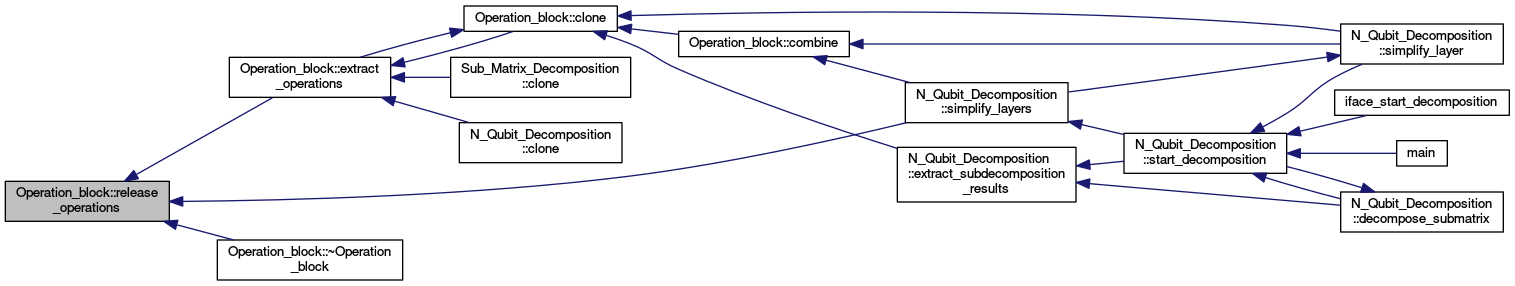 Operation_block::clone
N_Qubit_Decomposition
::simplify_layer
Operation_block::combine
Operation_block::extract
_operations
Sub_Matrix_Decomposition
::clone
N_Qubit_Decomposition
::simplify_layers
iface_start_decomposition
N_Qubit_Decomposition
::clone
N_Qubit_Decomposition
::start_decomposition
main
N_Qubit_Decomposition
::extract_subdecomposition
_results
Operation_block::release
_operations
N_Qubit_Decomposition
::decompose_submatrix
Operation_block::~Operation
_block